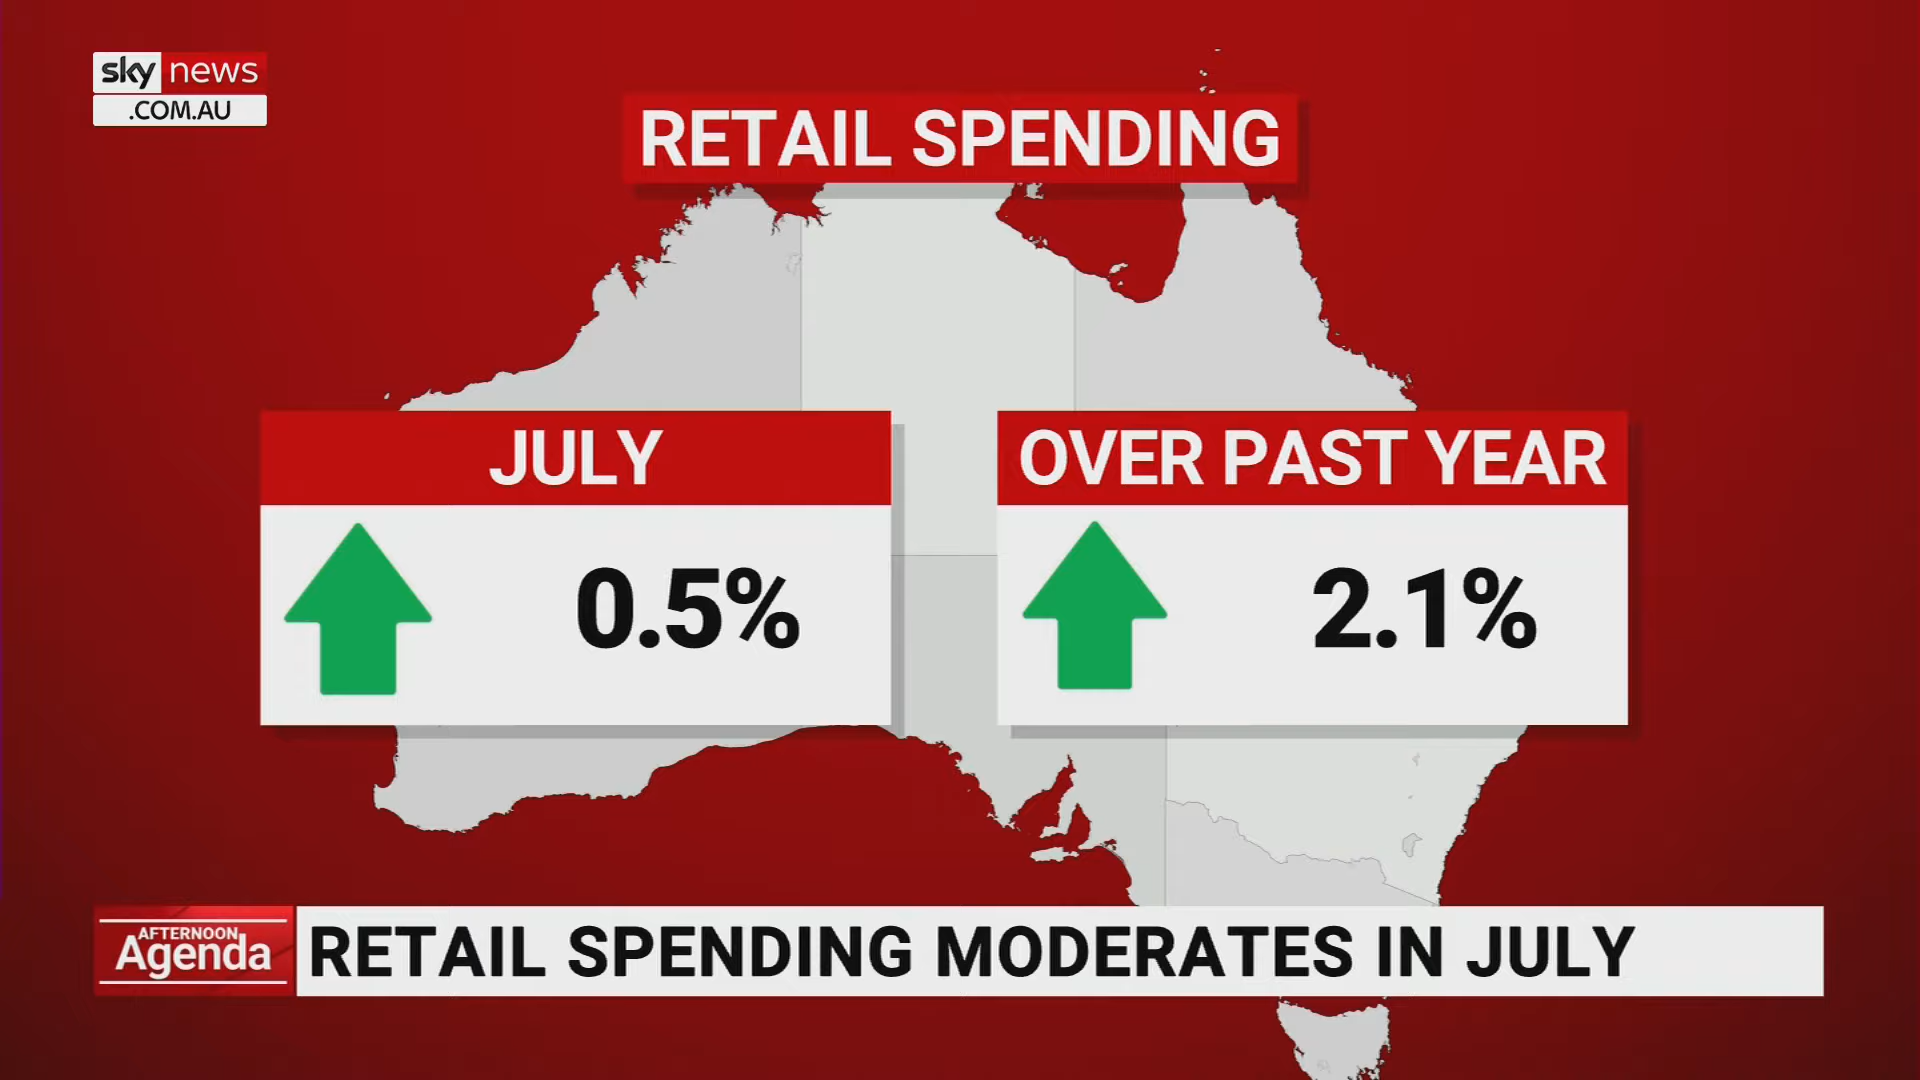 sky news
.COM.AU
RETAIL SPENDING
JULY
0.5%
OVER PAST YEAR
2.1%
AFTERNOON
Agenda
RETAIL SPENDING MODERATES IN JULY